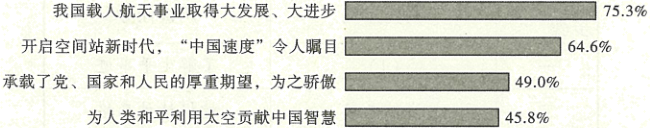 我国载人航天事业取得大发展、大进步 75.3%
开启空间站新时代，“中国速度”令人瞩目 64.6%
承载了党、国家和人民的厚重期望，为之骄傲 49.0%
为人类和平利用太空贡献中国智慧 45.8%